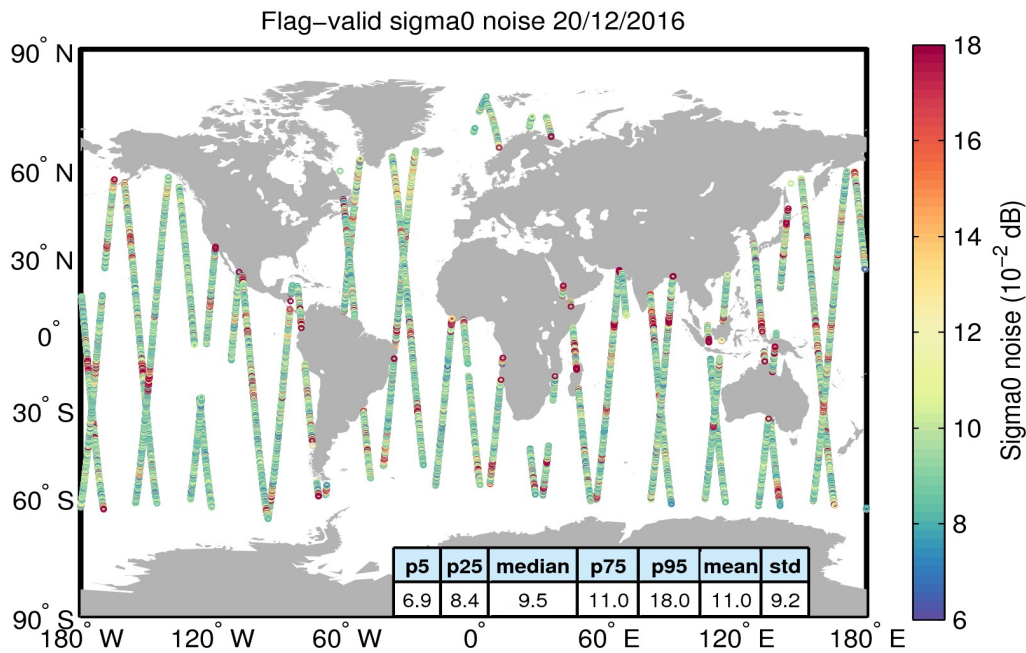 Flag−valid sigma0 noise 20/12/2016
90° N
60° N
30° N
0°
30° S
60° S
90° S
180° W
120° W
60° W
0°
60° E
120° E
180° E
p5 p25 median p75 p95 mean std
6.9 8.4 9.5 11.0 18.0 11.0 9.2
18
16
14
12
10
8
6
Sigma0 noise (10⁻² dB)